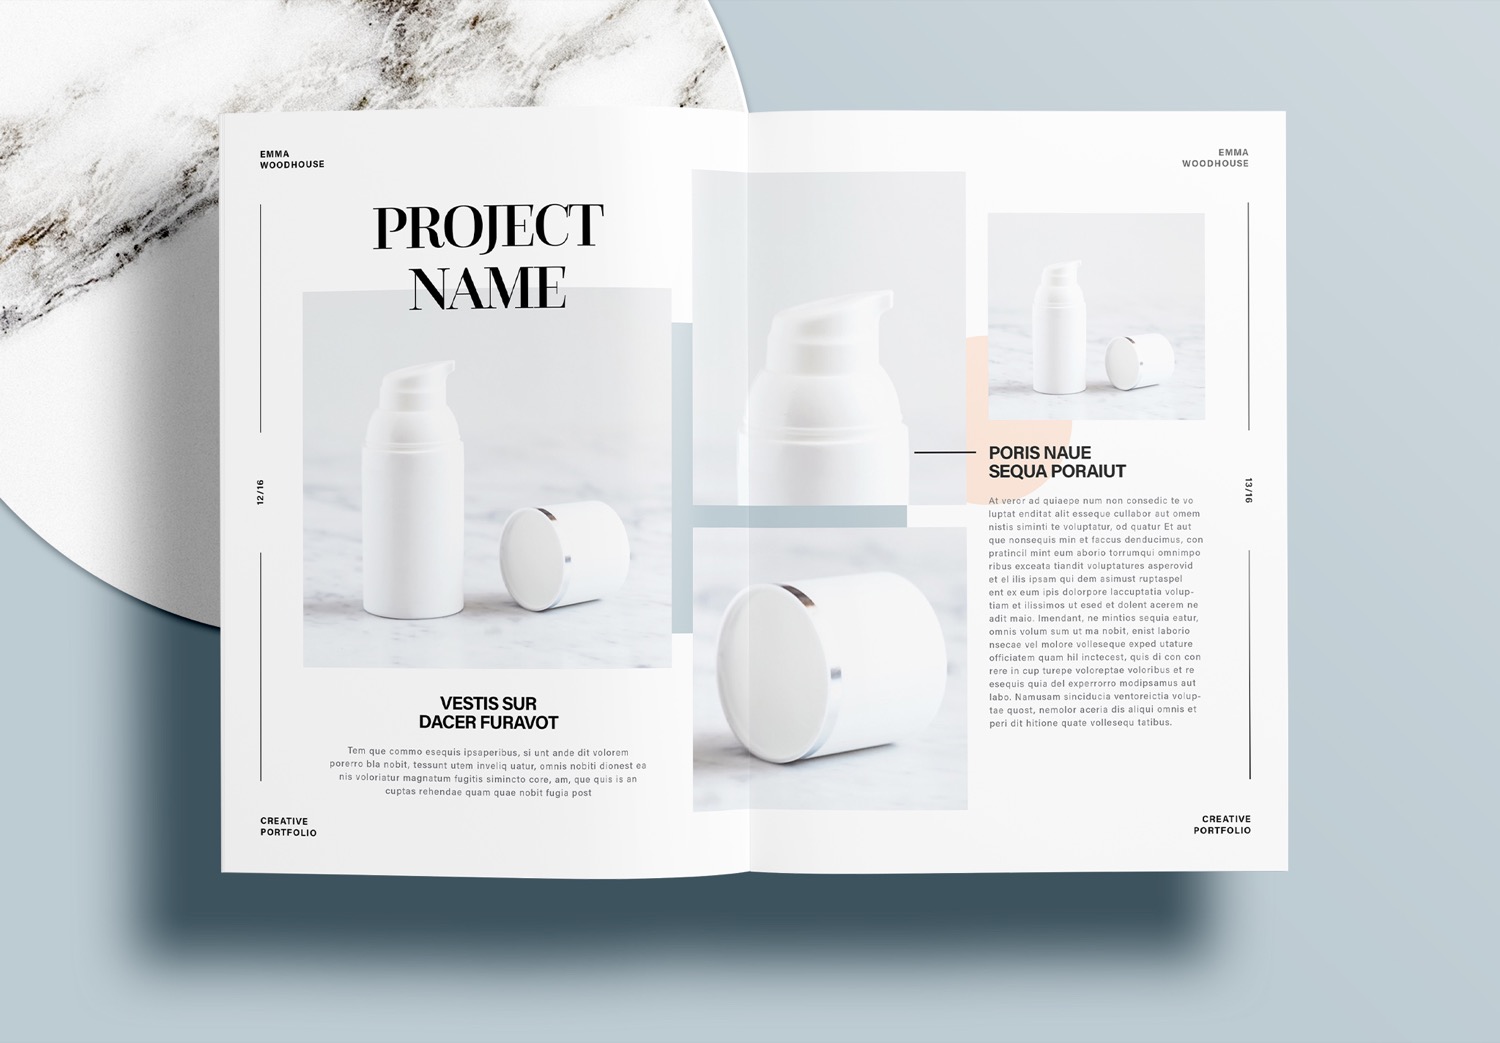 EMMA
WOODHOUSE
PROJECT
NAME
12/16
VESTIS SUR
DACER FURAVOT
Tem que commo esequis ipsaperibus, si unt ande dit volorem
porerro bla nobit, tessunt utem inveliq uatur, omnis nobiti dionest ea
nis voloriatur magnatum fugitis simincto core, am, que quis is an
cuptas rehendae quam quae nobit fugia post
CREATIVE
PORTFOLIO
EMMA
WOODHOUSE
PORIS NAUE
SEQUA PORAIUT
At veror ad quiaepe num non consedic te vo
luptat enditat alit esseque cullabor aut omem
nistis siminti te voluptatur, od quatur Et aut
que nonsequis min et faccus denducimus, con
pratincil mint eum aborio torrumqui omnimpo
ribus exceata tiandit voluptatures asperovid
et el ilis ipsam qui dem asimust ruptaspel
ent ex eum ipis dolorpore laccuptatia volup-
tiam et ilissimos ut esed et dolent acerem ne
adit maio. Imendant, ne mintios sequia eatur,
omnis volum sum ut ma nobit, enist laborio
nsecae vel molore volleseque exped utature
officiatem quam hil inctecest, quis di con con
rere in cup turepe voloreptae voloribus et re
esequis quia del experrorro modipsamus aut
labo. Namusam sinciducia ventoreictia volup-
tae quost, nemolor aceria dis aliqui omnis et
peri dit hitione quate vollesequ tatibus.
13/16
CREATIVE
PORTFOLIO